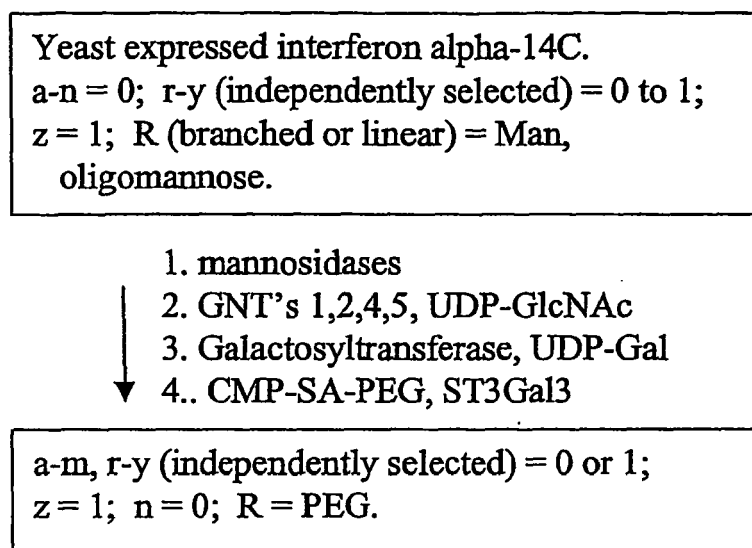 Yeast expressed interferon alpha-14C.
a-n = 0; r-y (independently selected) = 0 to 1;
z = 1; R (branched or linear) = Man,
oligomannose.
1. mannosidases
2. GNT's 1,2,4,5, UDP-GlcNAc
3. Galactosyltransferase, UDP-Gal
4.. CMP-SA-PEG, ST3Gal3
a-m, r-y (independently selected) = 0 or 1;
z = 1; n = 0; R = PEG.